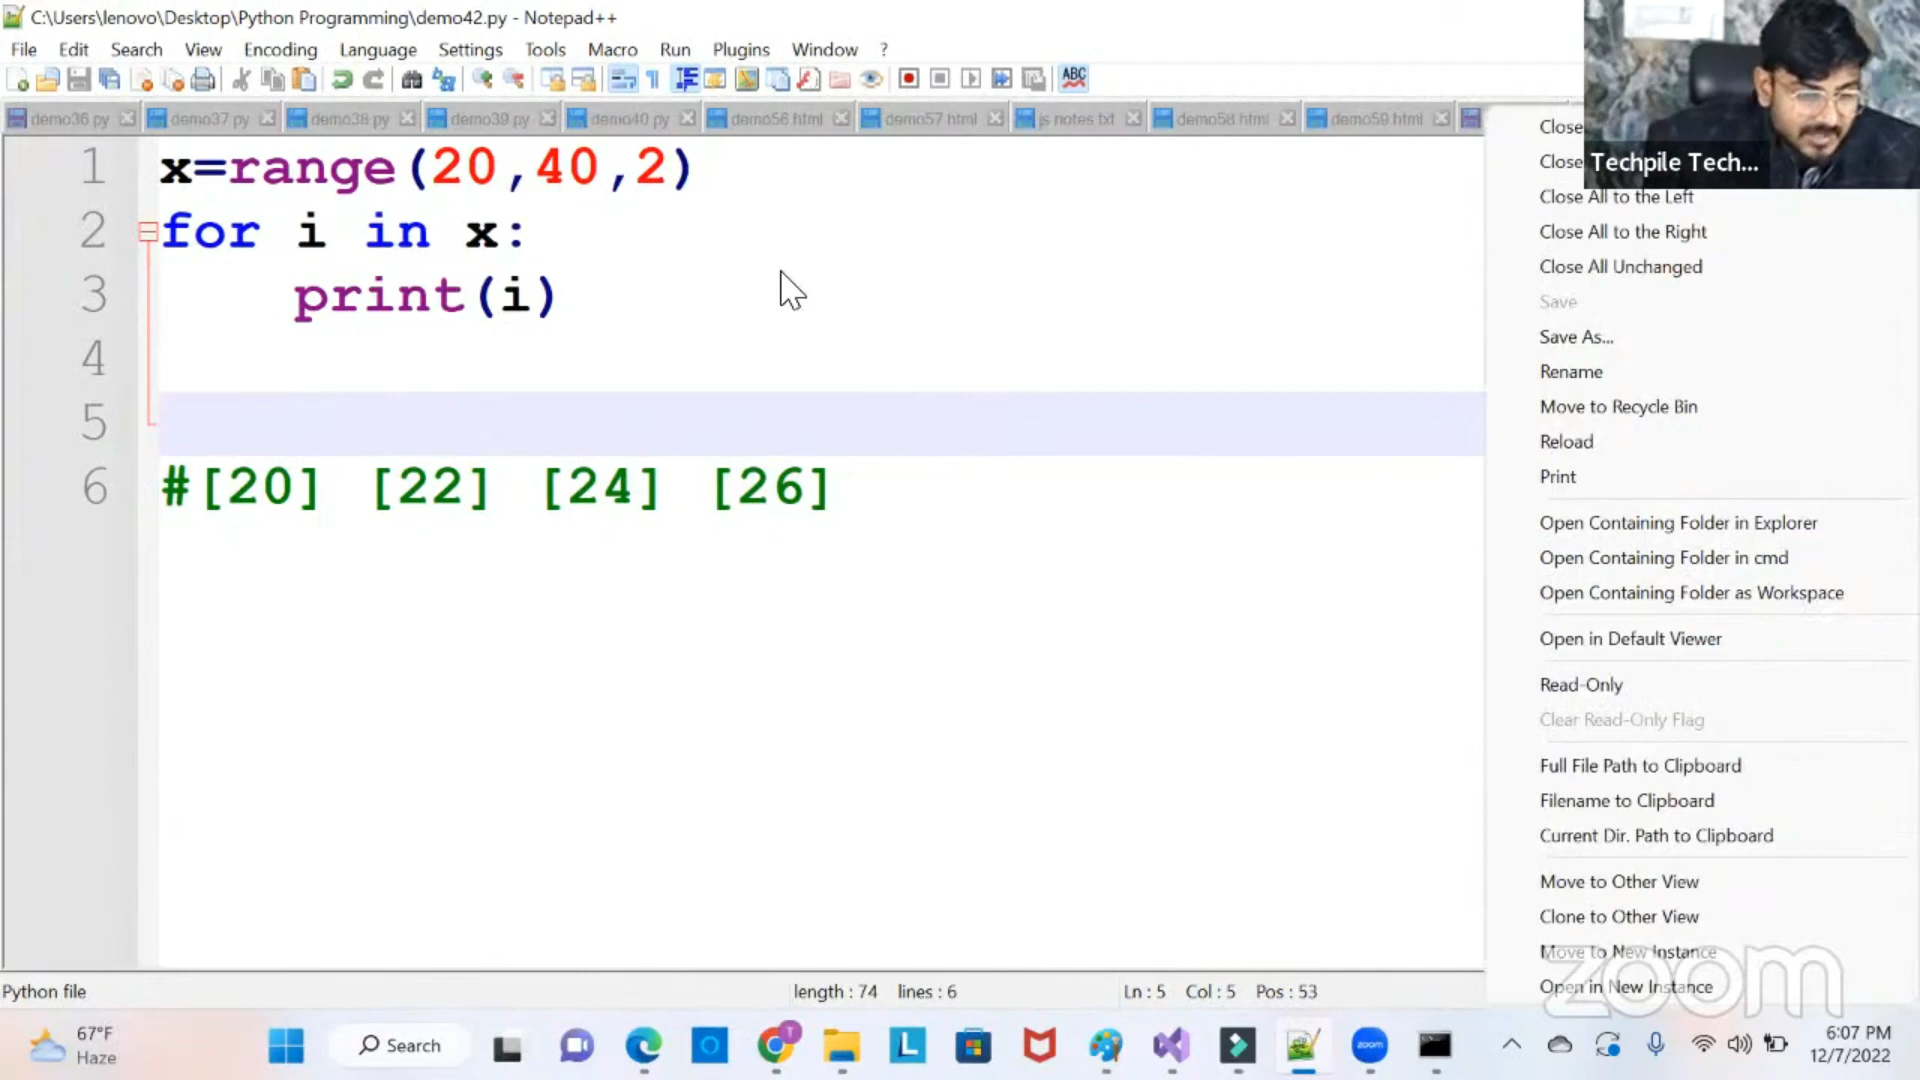 C:\Users\lenovo\Desktop\Python Programming\demo42.py - Notepad++
File Edit Search View Encoding Language Settings Tools Macro Run Plugins Window ?
ABC
demo36.py demo37.py demo38.py demo39.py demo40.py demo56.html demo57.html js notes.txt demo58.html demo59.html
1 x=range(20,40,2)
2 for i in x:
3 print(i)
4
5
6 #[20] [22] [24] [26]
Techpile Tech...
Close
Close
Close All to the Left
Close All to the Right
Close All Unchanged
Save
Save As...
Rename
Move to Recycle Bin
Reload
Print
Open Containing Folder in Explorer
Open Containing Folder in cmd
Open Containing Folder as Workspace
Open in Default Viewer
Read-Only
Clear Read-Only Flag
Full File Path to Clipboard
Filename to Clipboard
Current Dir. Path to Clipboard
Move to Other View
Clone to Other View
Move to New Instance
Open in New Instance
zoom
Python file length : 74 lines : 6 Ln : 5 Col : 5 Pos : 53
67°F
Haze
Search
T
L
zoom
6:07 PM
12/7/2022